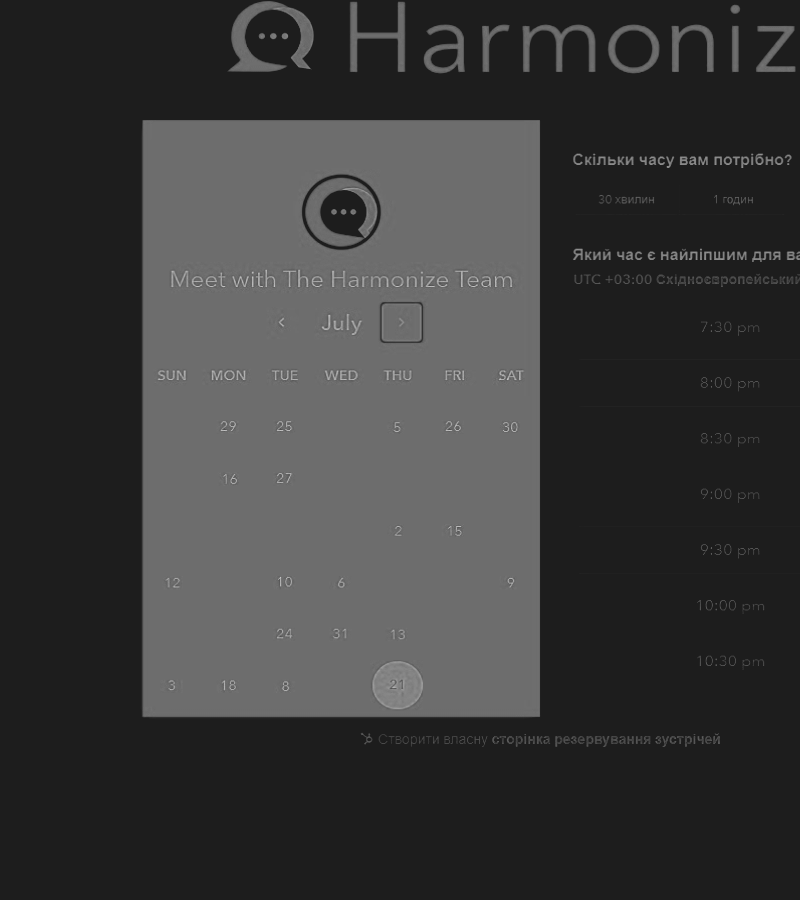 Harmoniz
Meet with The Harmonize Team
July
SUN MON TUE WED THU FRI SAT
29 25 5 26 30
16 27
2 15
12 10 6 9
24 31 13
3 18 8 21
Скільки часу вам потрібно?
30 хвилин 1 годин
Який час є найліпшим для ва
UTC +03:00 Східноєвропейський
7:30 pm
8:00 pm
8:30 pm
9:00 pm
9:30 pm
10:00 pm
10:30 pm
Створити власну сторінка резервування зустрічей